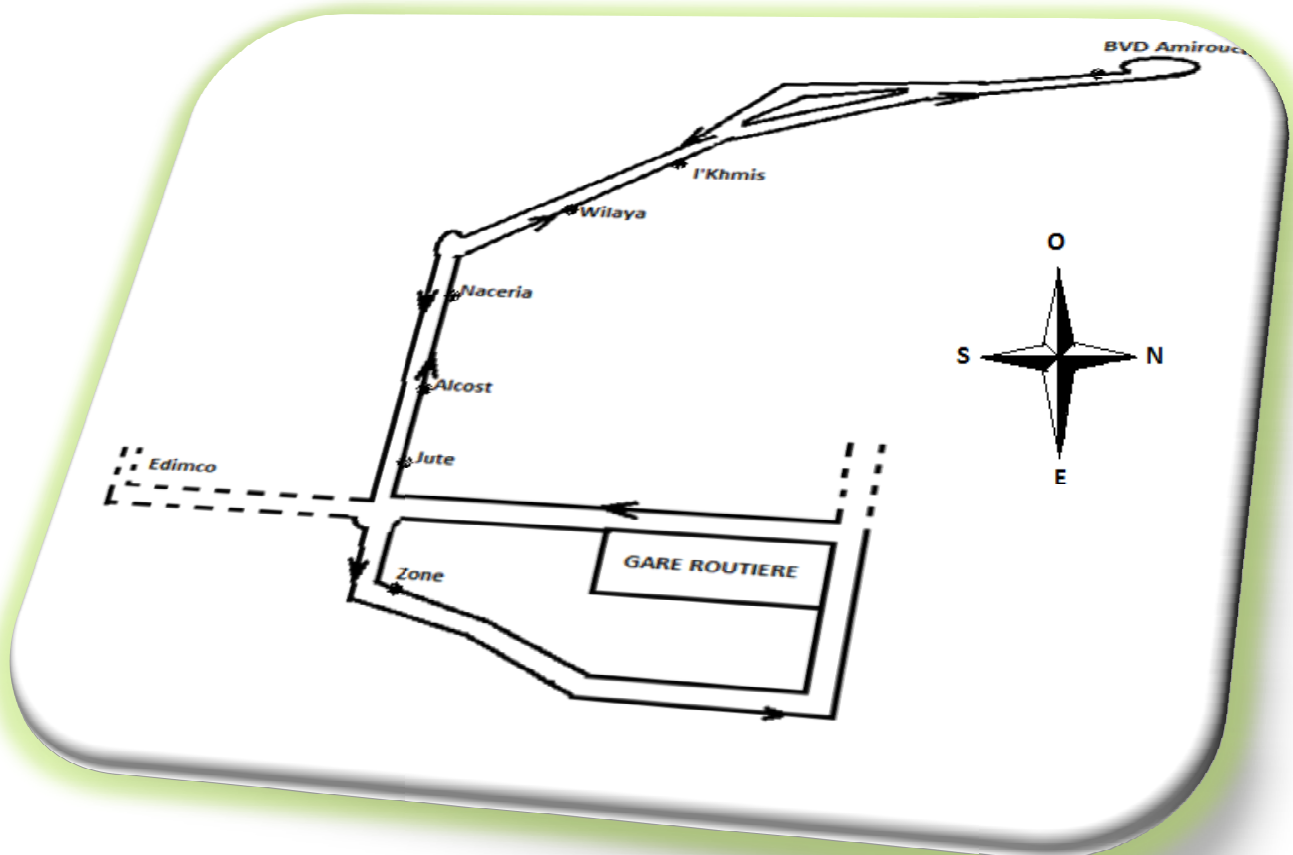 BVD Amirouc
l'Khmis
Wilaya
O
Naceria
S
N
Alcost
Jute
Edimco
E
GARE ROUTIERE
Zone